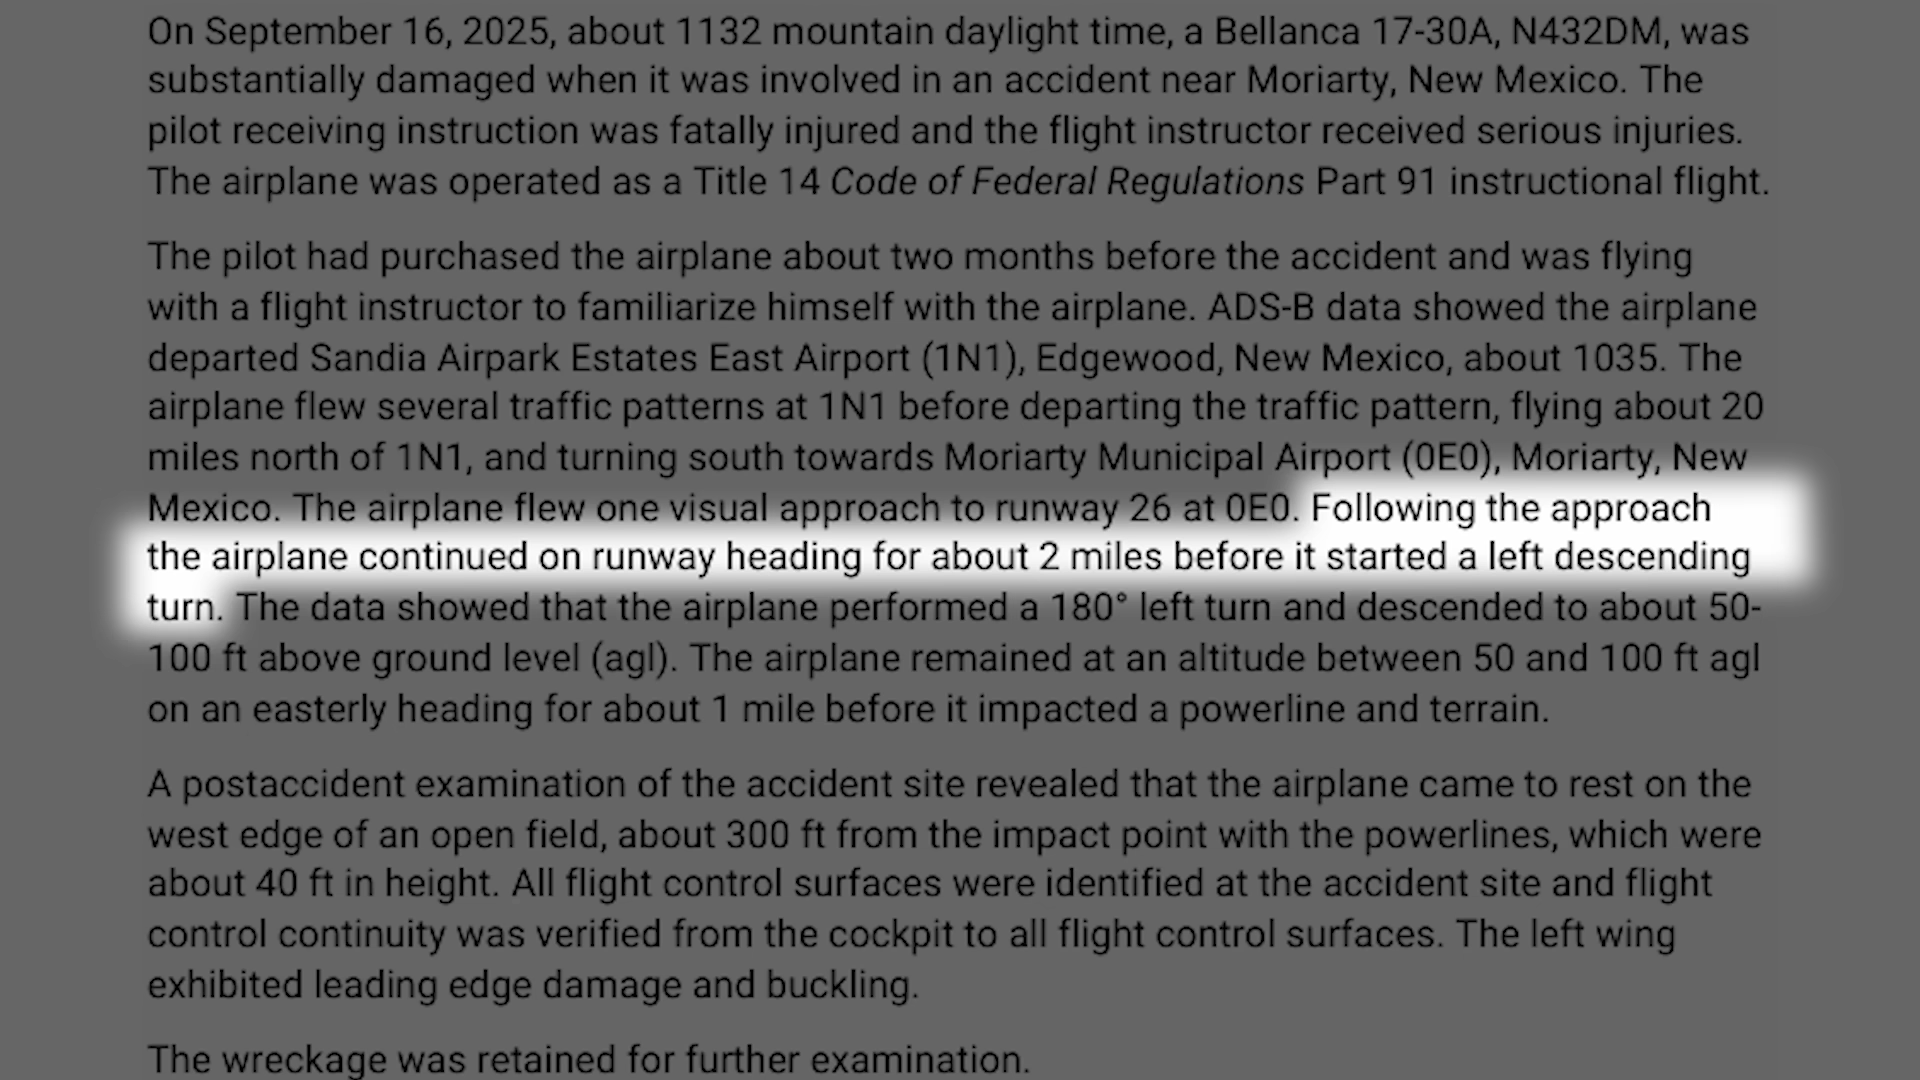 On September 16, 2025, about 1132 mountain daylight time, a Bellanca 17-30A, N432DM, was
substantially damaged when it was involved in an accident near Moriarty, New Mexico. The
pilot receiving instruction was fatally injured and the flight instructor received serious injuries.
The airplane was operated as a Title 14 Code of Federal Regulations Part 91 instructional flight.
The pilot had purchased the airplane about two months before the accident and was flying
with a flight instructor to familiarize himself with the airplane. ADS-B data showed the airplane
departed Sandia Airpark Estates East Airport (1N1), Edgewood, New Mexico, about 1035. The
airplane flew several traffic patterns at 1N1 before departing the traffic pattern, flying about 20
miles north of 1N1, and turning south towards Moriarty Municipal Airport (0E0), Moriarty, New
Mexico. The airplane flew one visual approach to runway 26 at 0E0. Following the approach
the airplane continued on runway heading for about 2 miles before it started a left descending
turn. The data showed that the airplane performed a 180° left turn and descended to about 50-
100 ft above ground level (agl). The airplane remained at an altitude between 50 and 100 ft agl
on an easterly heading for about 1 mile before it impacted a powerline and terrain.
A postaccident examination of the accident site revealed that the airplane came to rest on the
west edge of an open field, about 300 ft from the impact point with the powerlines, which were
about 40 ft in height. All flight control surfaces were identified at the accident site and flight
control continuity was verified from the cockpit to all flight control surfaces. The left wing
exhibited leading edge damage and buckling.
The wreckage was retained for further examination.